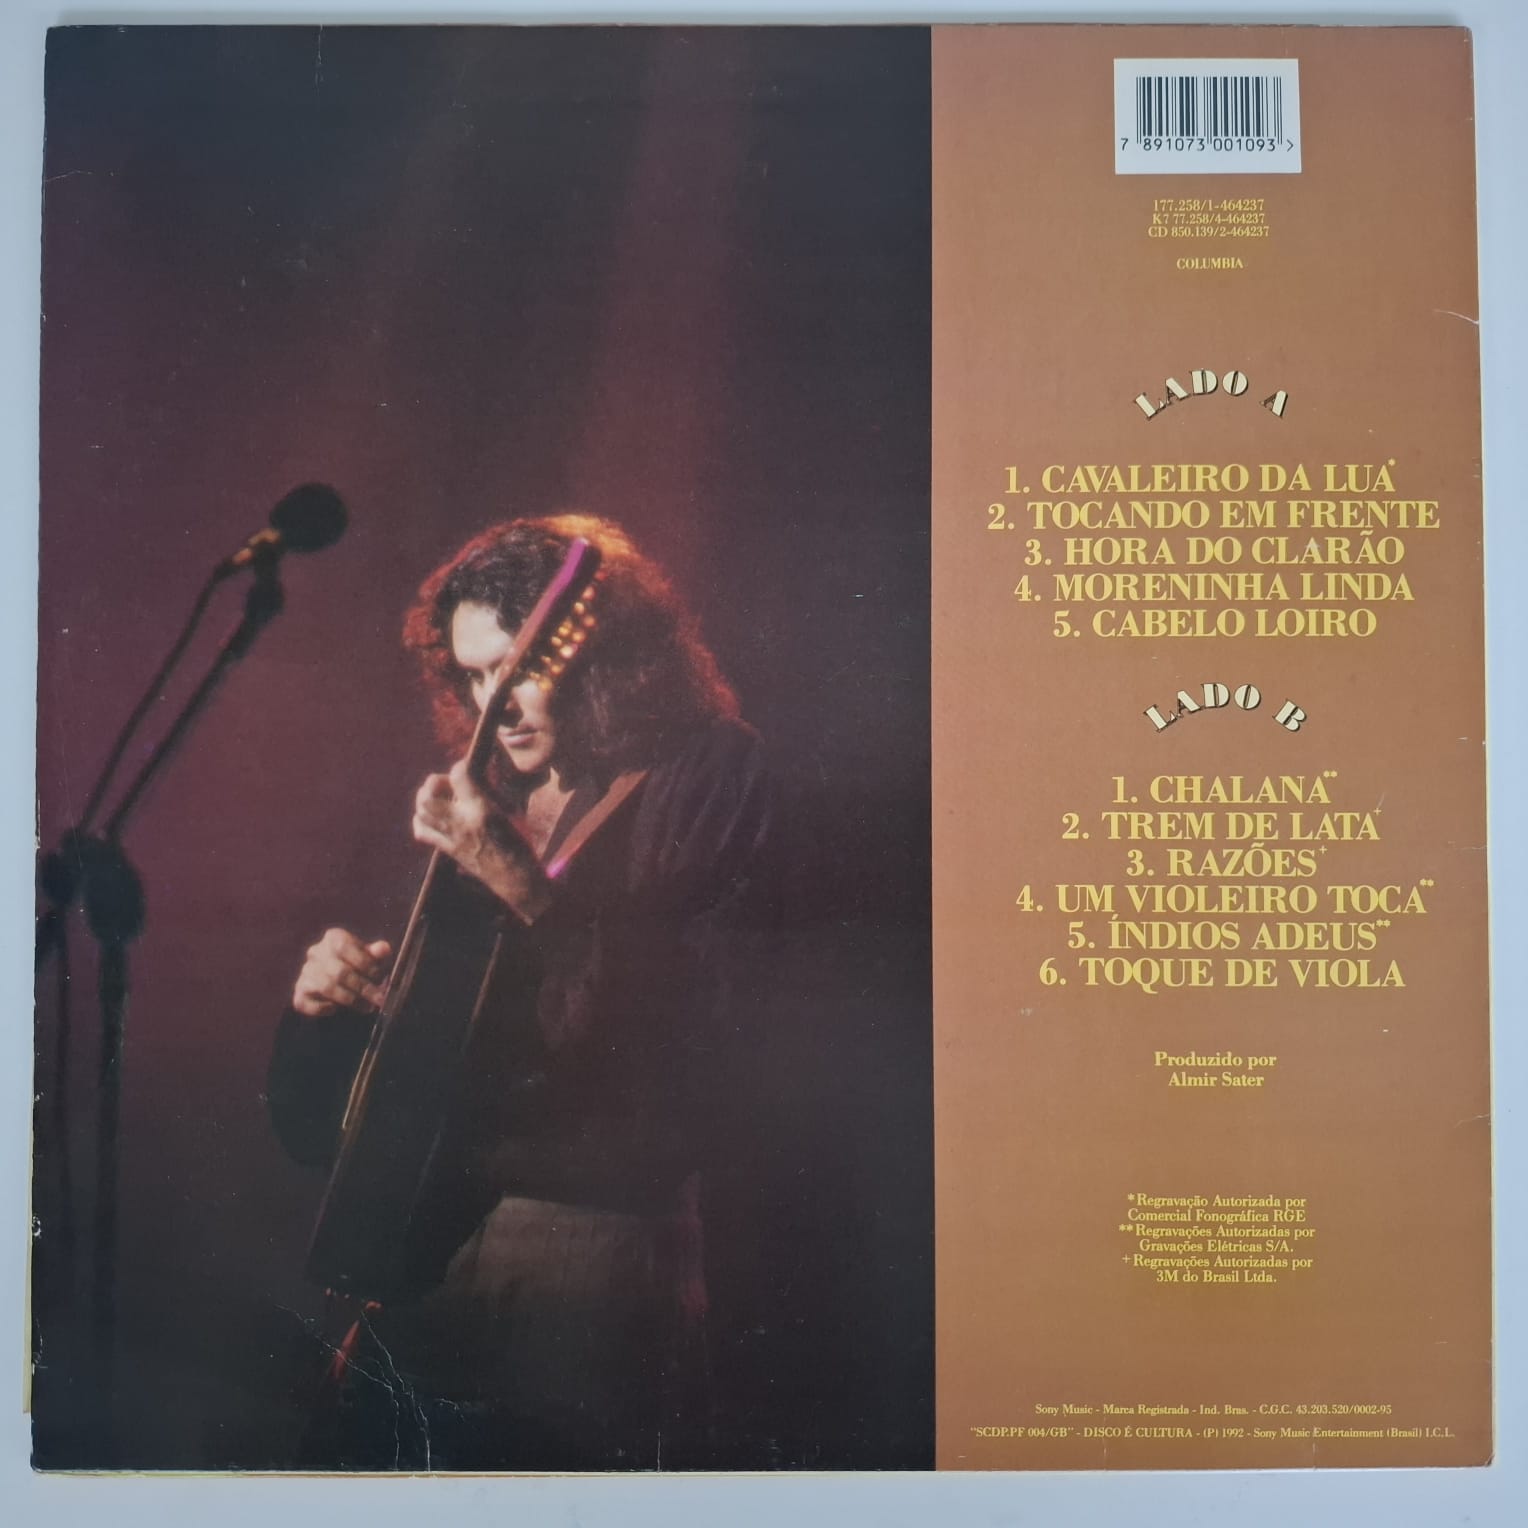 7 891073 001093 >
177.258/1-464237
K7 77.258/4-464237
CD 850.139/2-464237
COLUMBIA
LADO A
1. CAVALEIRO DA LUA*
2. TOCANDO EM FRENTE
3. HORA DO CLARÃO
4. MORENINHA LINDA
5. CABELO LOIRO
LADO B
1. CHALANA**
2. TREM DE LATA+
3. RAZÕES+
4. UM VIOLEIRO TOCA**
5. ÍNDIOS ADEUS**
6. TOQUE DE VIOLA
Produzido por
Almir Sater
*Regravação Autorizada por
Comercial Fonográfica RGE
**Regravações Autorizadas por
Gravações Elétricas S/A.
+Regravações Autorizadas por
3M do Brasil Ltda.
Sony Music - Marca Registrada - Ind. Bras. - C.G.C. 43.203.520/0002-95
"SCDP.PF 004/GB" - DISCO É CULTURA - (P) 1992 - Sony Music Entertainment (Brasil) I.C.L.